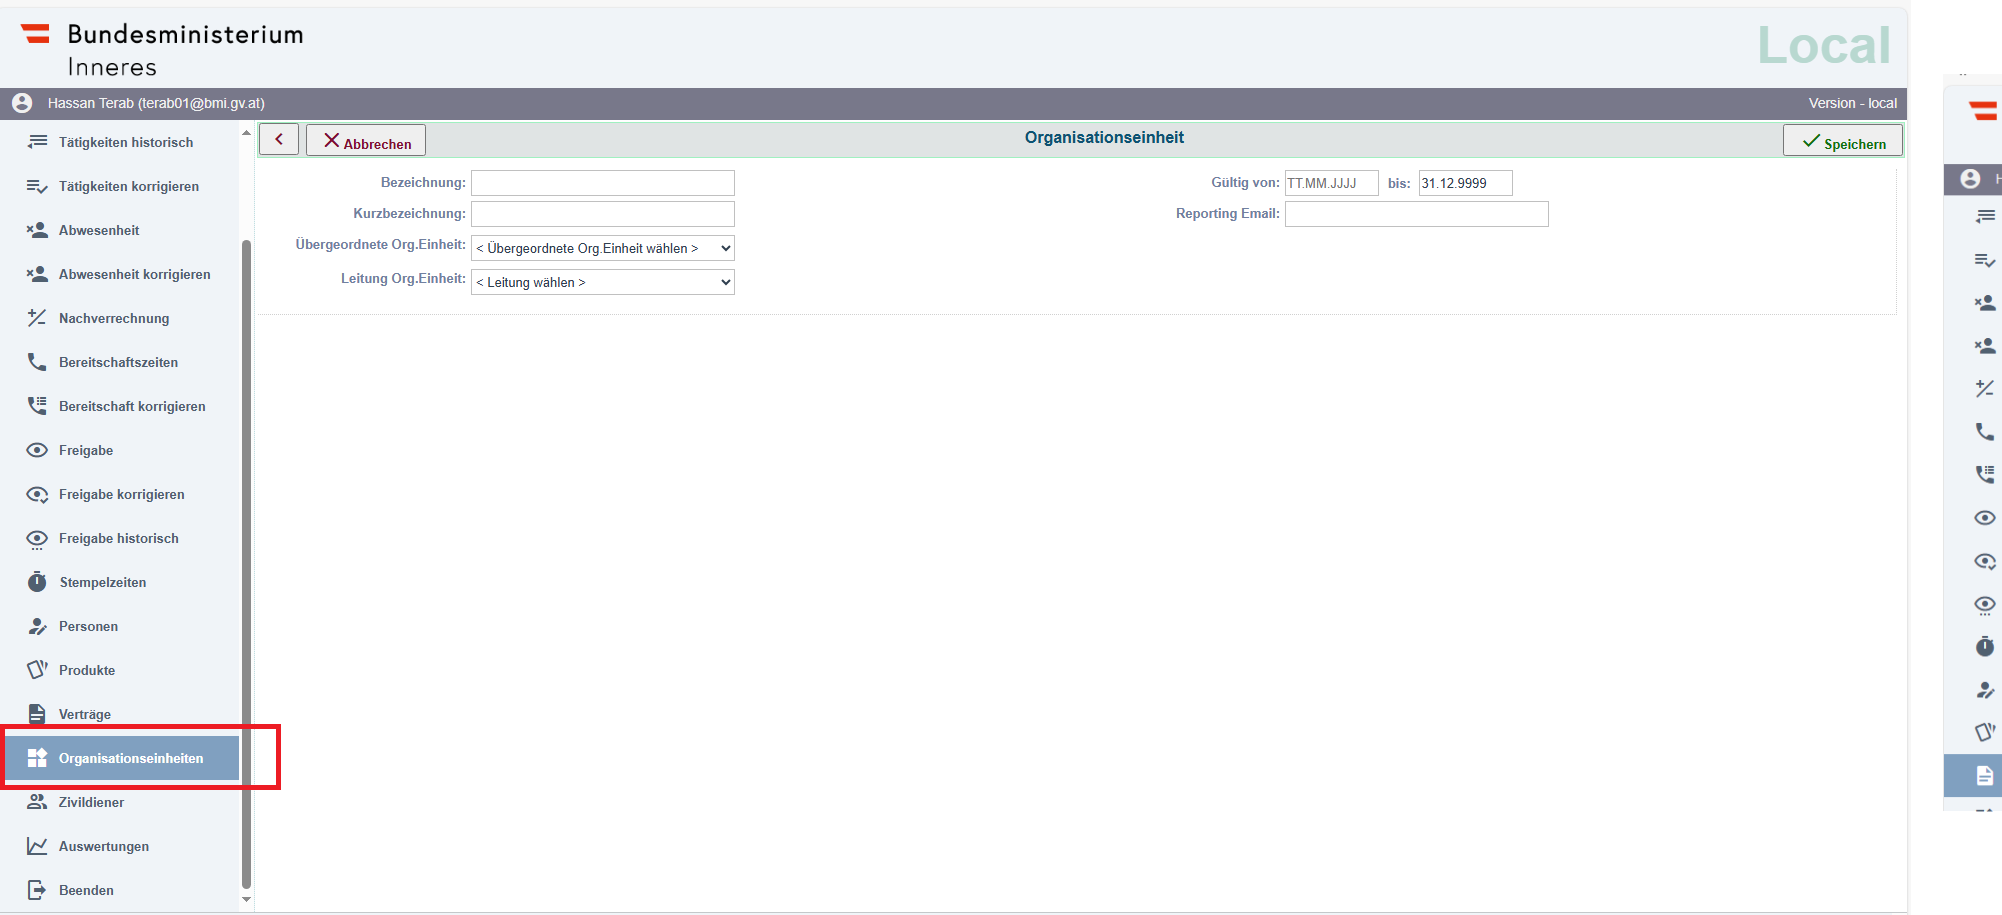 Bundesministerium
Inneres
Local
Hassan Terab (terab01@bmi.gv.at)
Version - local
Tätigkeiten historisch
Tätigkeiten korrigieren
Abwesenheit
Abwesenheit korrigieren
Nachverrechnung
Bereitschaftszeiten
Bereitschaft korrigieren
Freigabe
Freigabe korrigieren
Freigabe historisch
Stempelzeiten
Personen
Produkte
Verträge
Organisationseinheiten
Zivildiener
Auswertungen
Beenden
Abbrechen
Organisationseinheit
Speichern
Bezeichnung:
Kurzbezeichnung:
Übergeordnete Org.Einheit: < Übergeordnete Org.Einheit wählen >
Leitung Org.Einheit: < Leitung wählen >
Gültig von: TT.MM.JJJJ bis: 31.12.9999
Reporting Email: